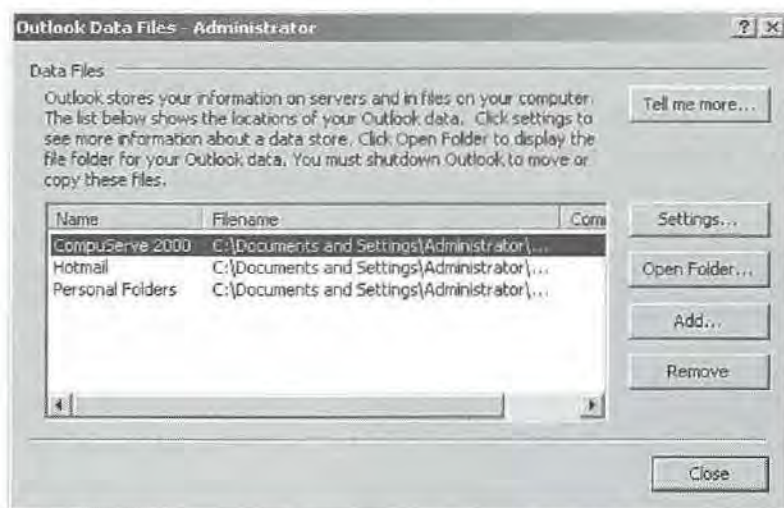 Outlook Data Files - Administrator
Data Files
Outlook stores your information on servers and in files on your computer.
The list below shows the locations of your Outlook data. Click settings to
see more information about a data store. Click Open Folder to display the
file folder for your Outlook data. You must shutdown Outlook to move or
copy these files.
Tell me more...
Name Filename Com
CompuServe 2000 C:\Documents and Settings\Administrator\...
Hotmail C:\Documents and Settings\Administrator\...
Personal Folders C:\Documents and Settings\Administrator\...
Settings...
Open Folder...
Add...
Remove
Close